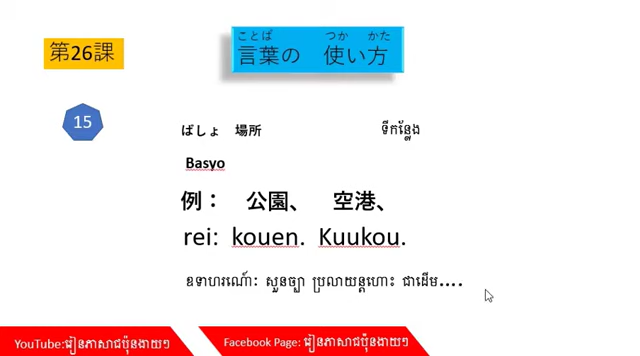 第26課
ことば つか かた
言葉の 使い方
15
ばしょ 場所 ទីកន្លែង
Basyo
例： 公園、 空港、
rei: kouen. Kuukou.
ឧទាហរណ៍ៈ សួនច្បា ប្រលាយន្តហោះ ជាដើម....
YouTube:រៀនភាសាជប៉ុនងាយៗ
Facebook Page: រៀនភាសាជប៉ុនងាយៗ